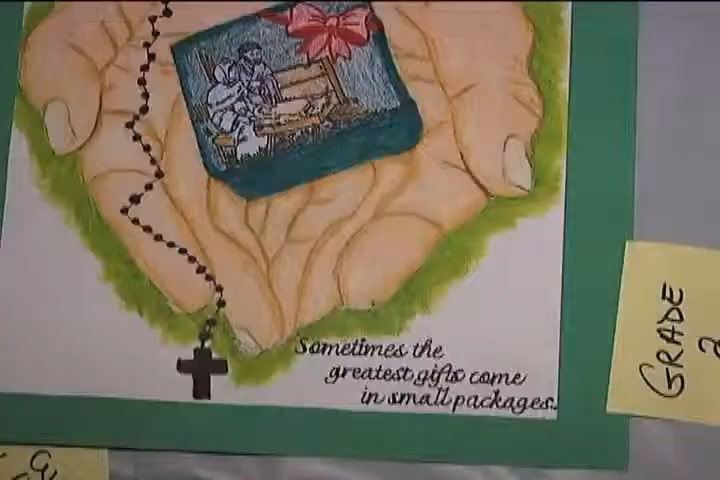 Sometimes the
greatest gifts come
in small packages.
GRADE